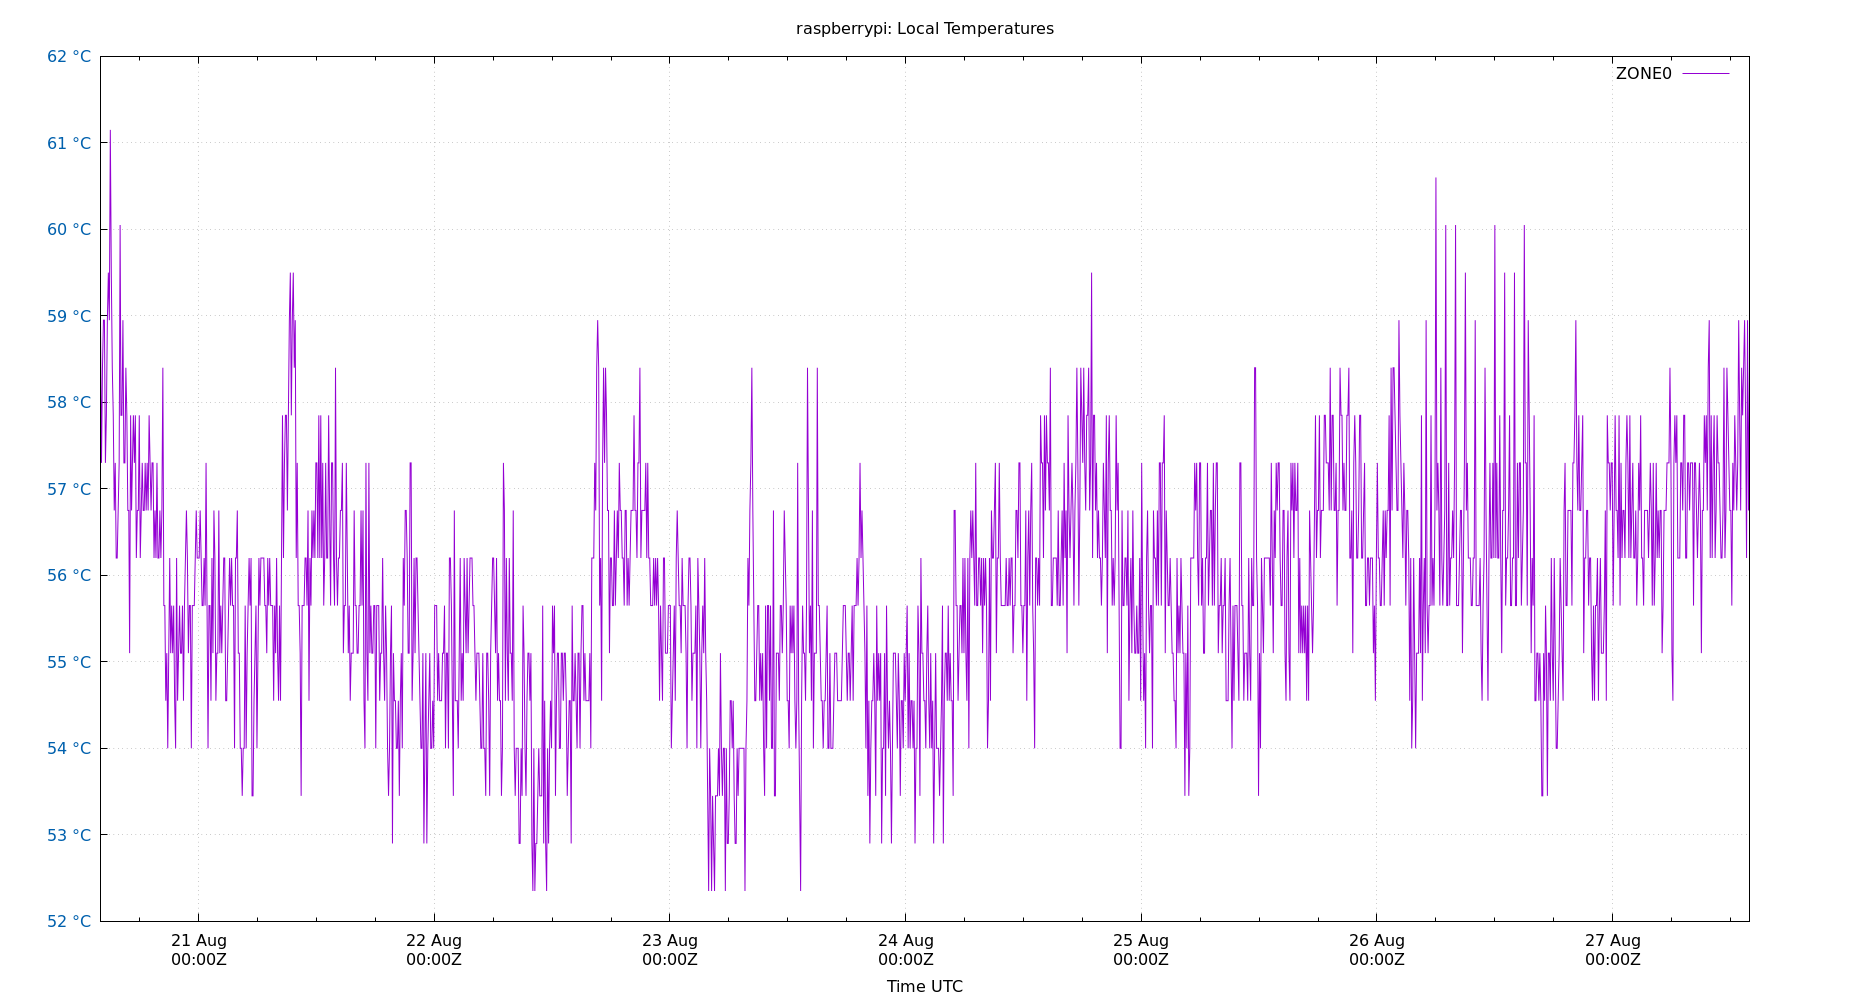 raspberrypi: Local Temperatures
62 °C
ZONE0
61 °C
60 °C
59 °C
58 °C
57 °C
56 °C
55 °C
54 °C
53 °C
52 °C
21 Aug 22 Aug 23 Aug 24 Aug 25 Aug 26 Aug 27 Aug
00:00Z 00:00Z 00:00Z 00:00Z 00:00Z 00:00Z 00:00Z
Time UTC